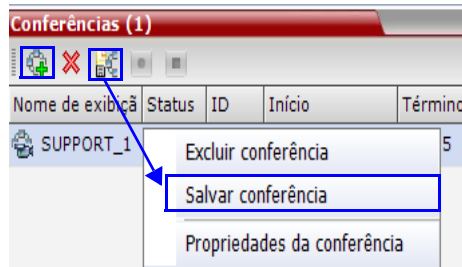 Conferências (1)
Nome de exibiçã Status ID Início Términ
SUPPORT_1 5
Excluir conferência
Salvar conferência
Propriedades da conferência